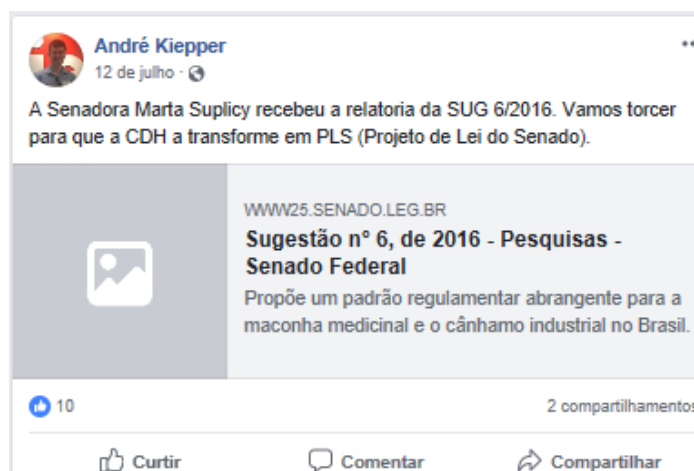 André Kiepper
12 de julho ·
A Senadora Marta Suplicy recebeu a relatoria da SUG 6/2016. Vamos torcer
para que a CDH a transforme em PLS (Projeto de Lei do Senado).
WWW25.SENADO.LEG.BR
Sugestão n° 6, de 2016 - Pesquisas -
Senado Federal
Propõe um padrão regulamentar abrangente para a
maconha medicinal e o cânhamo industrial no Brasil.
10 2 compartilhamentos
Curtir Comentar Compartilhar